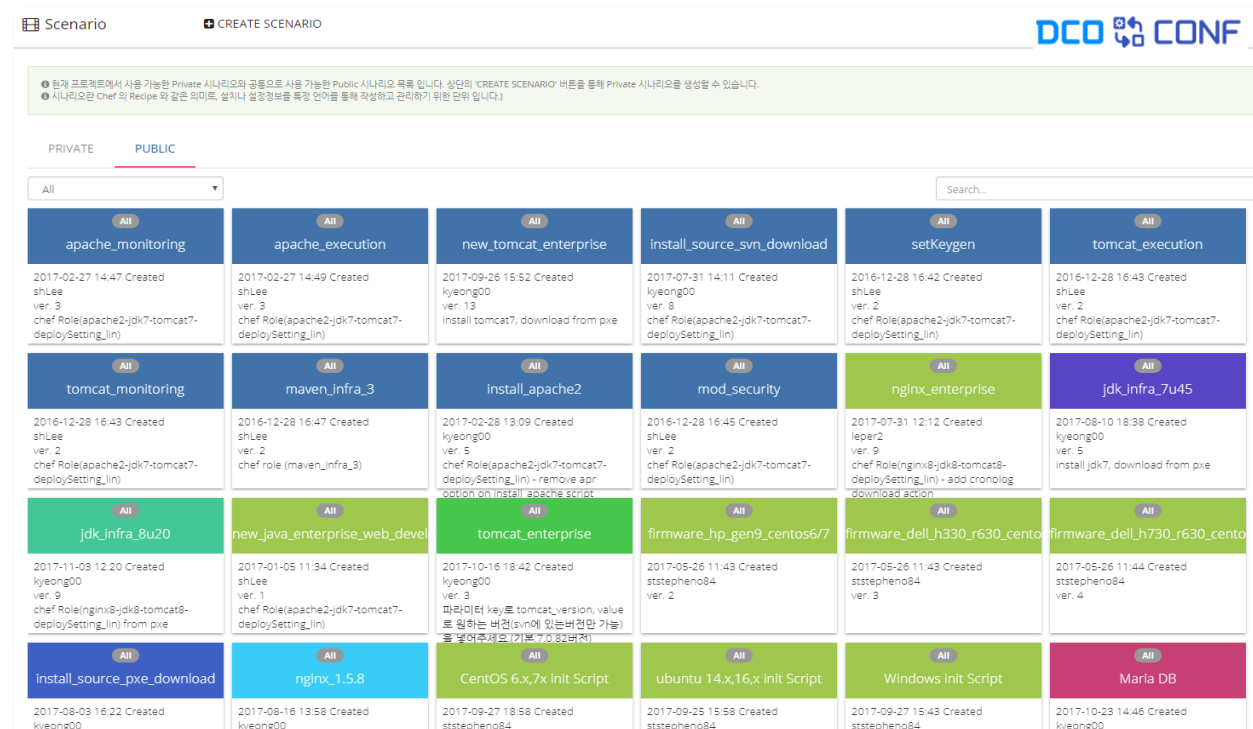 Scenario
CREATE SCENARIO
DCO CONF
현재 프로젝트에서 사용 가능한 Private 시나리오와 공통으로 사용 가능한 Public 시나리오 목록 입니다. 상단의 'CREATE SCENARIO' 버튼을 통해 Private 시나리오를 생성할 수 있습니다.
시나리오란 Chef 의 Recipe 와 같은 의미로, 설치나 설정정보를 특정 언어를 통해 작성하고 관리하기 위한 단위 입니다.)
PRIVATE
PUBLIC
All
Search...
All
apache_monitoring
2017-02-27 14:47 Created
shLee
ver. 3
chef Role(apache2-jdk7-tomcat7-
deploySetting_lin)
All
apache_execution
2017-02-27 14:49 Created
shLee
ver. 3
chef Role(apache2-jdk7-tomcat7-
deploySetting_lin)
All
new_tomcat_enterprise
2017-09-26 15:52 Created
kyeong00
ver. 13
install tomcat7, download from pxe
All
install_source_svn_download
2017-07-31 14:11 Created
kyeong00
ver. 8
chef Role(apache2-jdk7-tomcat7-
deploySetting_lin)
All
setKeygen
2016-12-28 16:42 Created
shLee
ver. 2
chef Role(apache2-jdk7-tomcat7-
deploySetting_lin)
All
tomcat_execution
2016-12-28 16:43 Created
shLee
ver. 2
chef Role(apache2-jdk7-tomcat7-
deploySetting_lin)
All
tomcat_monitoring
2016-12-28 16:43 Created
shLee
ver. 2
chef Role(apache2-jdk7-tomcat7-
deploySetting_lin)
All
maven_infra_3
2016-12-28 16:47 Created
shLee
ver. 2
chef role (maven_infra_3)
All
install_apache2
2017-02-28 13:09 Created
kyeong00
ver. 5
chef Role(apache2-jdk7-tomcat7-
deploySetting_lin) - remove apr
option on install_apache script
All
mod_security
2016-12-28 16:45 Created
shLee
ver. 2
chef Role(apache2-jdk7-tomcat7-
deploySetting_lin)
All
nginx_enterprise
2017-07-31 12:12 Created
leper2
ver. 9
chef Role(nginx8-jdk8-tomcat8-
deploySetting_lin) - add cronolog
download action
All
jdk_infra_7u45
2017-08-10 18:38 Created
kyeong00
ver. 5
install jdk7, download from pxe
All
jdk_infra_8u20
2017-11-03 12:20 Created
kyeong00
ver. 9
chef Role(nginx8-jdk8-tomcat8-
deploySetting_lin) from pxe
All
new_java_enterprise_web_devel
2017-01-05 11:34 Created
shLee
ver. 1
chef Role(apache2-jdk7-tomcat7-
deploySetting_lin)
All
tomcat_enterprise
2017-10-16 18:42 Created
kyeong00
ver. 3
파라미터 key로 tomcat_version, value
로 원하는 버전(svn에 있는버전만 가능)
을 넣어주세요.(기본:7.0.82버전)
All
firmware_hp_gen9_centos6/7
2017-05-26 11:43 Created
ststepheno84
ver. 2
All
firmware_dell_h330_r630_cento
2017-05-26 11:43 Created
ststepheno84
ver. 3
All
firmware_dell_h730_r630_cento
2017-05-26 11:44 Created
ststepheno84
ver. 4
All
install_source_pxe_download
2017-08-03 16:22 Created
kyeong00
All
nginx_1.5.8
2017-08-16 13:58 Created
kyeong00
All
CentOS 6.x,7x init Script
2017-09-27 18:58 Created
ststepheno84
All
ubuntu 14.x,16,x init Script
2017-09-25 15:58 Created
ststepheno84
All
Windows init Script
2017-09-27 15:43 Created
ststepheno84
All
Maria DB
2017-10-23 14:46 Created
kyeong00